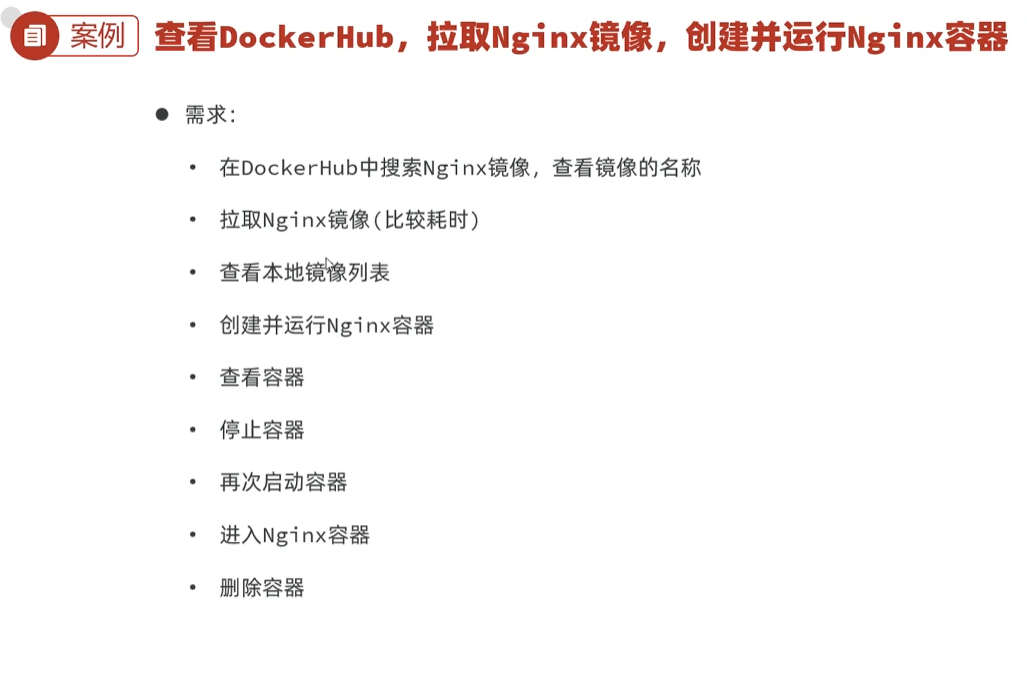 案例 查看DockerHub，拉取Nginx镜像，创建并运行Nginx容器
● 需求：
• 在DockerHub中搜索Nginx镜像，查看镜像的名称
• 拉取Nginx镜像(比较耗时)
• 查看本地镜像列表
• 创建并运行Nginx容器
• 查看容器
• 停止容器
• 再次启动容器
• 进入Nginx容器
• 删除容器